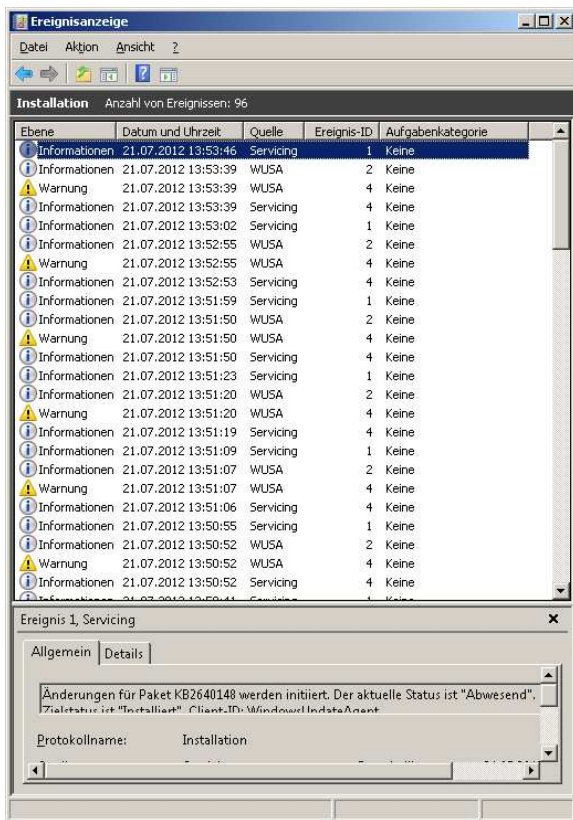 Ereignisanzeige
Datei Aktion Ansicht ?
Installation Anzahl von Ereignissen: 96
Ebene Datum und Uhrzeit Quelle Ereignis-ID Aufgabenkategorie
Informationen 21.07.2012 13:53:46 Servicing 1 Keine
Informationen 21.07.2012 13:53:39 WUSA 2 Keine
Warnung 21.07.2012 13:53:39 WUSA 4 Keine
Informationen 21.07.2012 13:53:39 Servicing 4 Keine
Informationen 21.07.2012 13:53:02 Servicing 1 Keine
Informationen 21.07.2012 13:52:55 WUSA 2 Keine
Warnung 21.07.2012 13:52:55 WUSA 4 Keine
Informationen 21.07.2012 13:52:53 Servicing 4 Keine
Informationen 21.07.2012 13:51:59 Servicing 1 Keine
Informationen 21.07.2012 13:51:50 WUSA 2 Keine
Warnung 21.07.2012 13:51:50 WUSA 4 Keine
Informationen 21.07.2012 13:51:50 Servicing 4 Keine
Informationen 21.07.2012 13:51:23 Servicing 1 Keine
Informationen 21.07.2012 13:51:20 WUSA 2 Keine
Warnung 21.07.2012 13:51:20 WUSA 4 Keine
Informationen 21.07.2012 13:51:19 Servicing 4 Keine
Informationen 21.07.2012 13:51:09 Servicing 1 Keine
Informationen 21.07.2012 13:51:07 WUSA 2 Keine
Warnung 21.07.2012 13:51:07 WUSA 4 Keine
Informationen 21.07.2012 13:51:06 Servicing 4 Keine
Informationen 21.07.2012 13:50:55 Servicing 1 Keine
Informationen 21.07.2012 13:50:52 WUSA 2 Keine
Warnung 21.07.2012 13:50:52 WUSA 4 Keine
Informationen 21.07.2012 13:50:52 Servicing 4 Keine
Ereignis 1, Servicing
Allgemein Details
Änderungen für Paket KB2640148 werden initiiert. Der aktuelle Status ist "Abwesend".
Zielstatus ist "Installiert". Client-ID: WindowsUpdateAgent
Protokollname: Installation